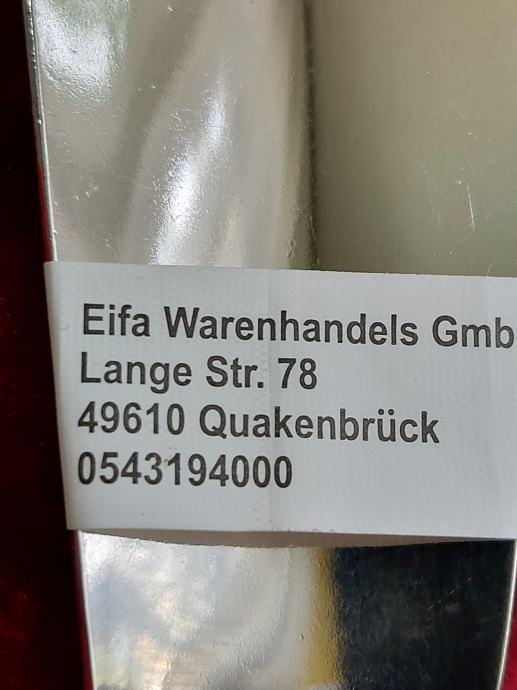 Eifa Warenhandels Gmb
Lange Str. 78
49610 Quakenbrück
0543194000